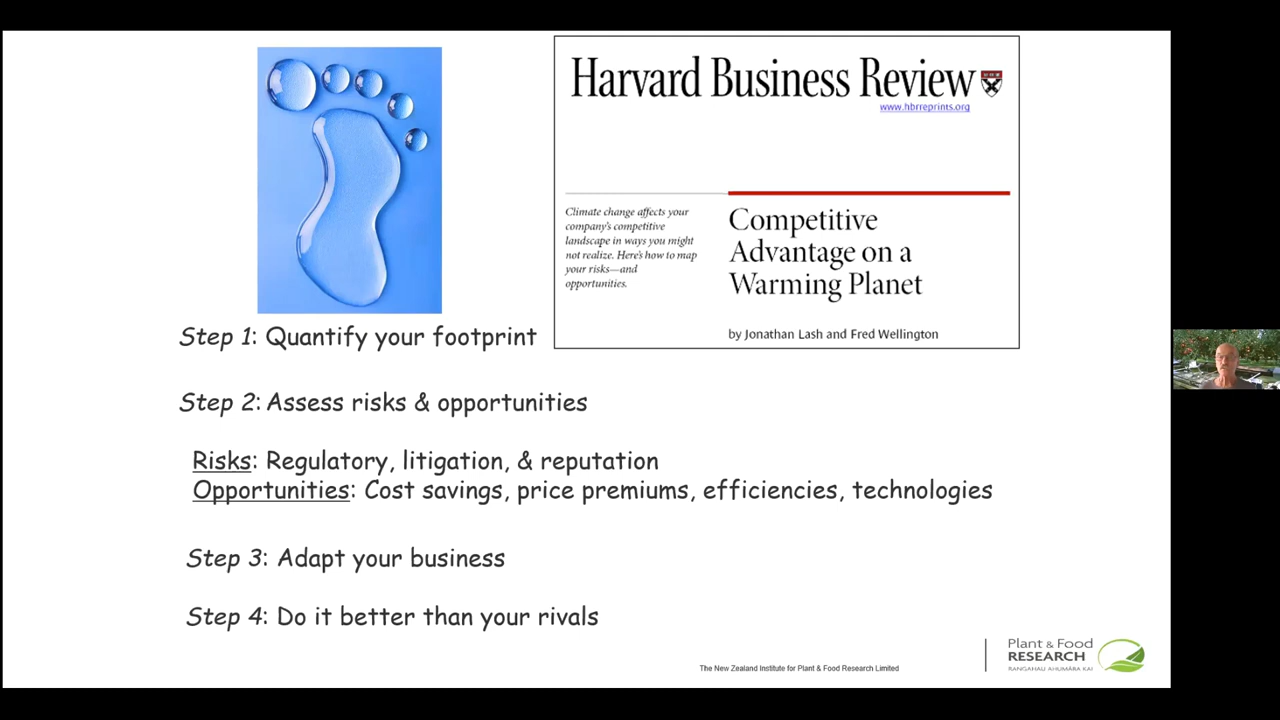 Harvard Business Review
www.hbrreprints.org
Climate change affects your
company's competitive
landscape in ways you might
not realize. Here's how to map
your risks—and
opportunities.
Competitive
Advantage on a
Warming Planet
by Jonathan Lash and Fred Wellington
Step 1: Quantify your footprint
Step 2: Assess risks & opportunities
Risks: Regulatory, litigation, & reputation
Opportunities: Cost savings, price premiums, efficiencies, technologies
Step 3: Adapt your business
Step 4: Do it better than your rivals
The New Zealand Institute for Plant & Food Research Limited
Plant & Food
RESEARCH
RANGAHAU AHUMĀRA KAI